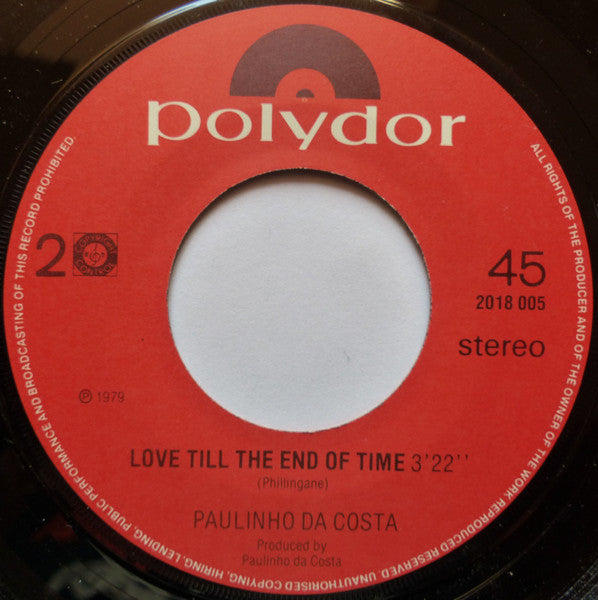 polydor
2
COPYRIGHT CONTROL
45
2018 005
stereo
℗ 1979
LOVE TILL THE END OF TIME 3'22''
(Phillingane)
PAULINHO DA COSTA
Produced by
Paulinho da Costa
ALL RIGHTS OF THE PRODUCER AND OF THE OWNER OF THE WORK REPRODUCED RESERVED. UNAUTHORISED COPYING, HIRING, LENDING, PUBLIC PERFORMANCE AND BROADCASTING OF THIS RECORD PROHIBITED.